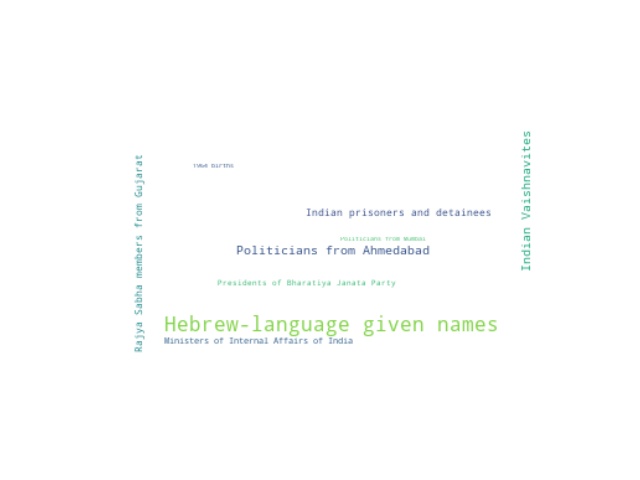 1964 births
Indian prisoners and detainees
Politicians from Mumbai
Politicians from Ahmedabad
Presidents of Bharatiya Janata Party
Hebrew-language given names
Ministers of Internal Affairs of India
Rajya Sabha members from Gujarat
Indian Vaishnavites